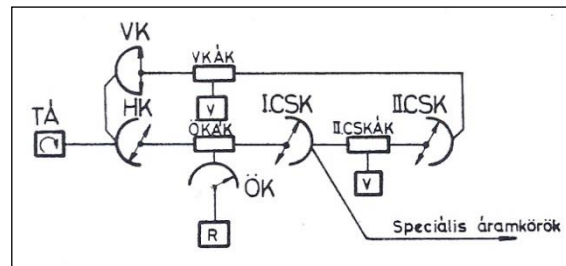 VK
VKÁK
V
TÁ
HK
ÖKÁK
I.CSK
II.CSKÁK
II.CSK
V
ÖK
R
Speciális áramkörök